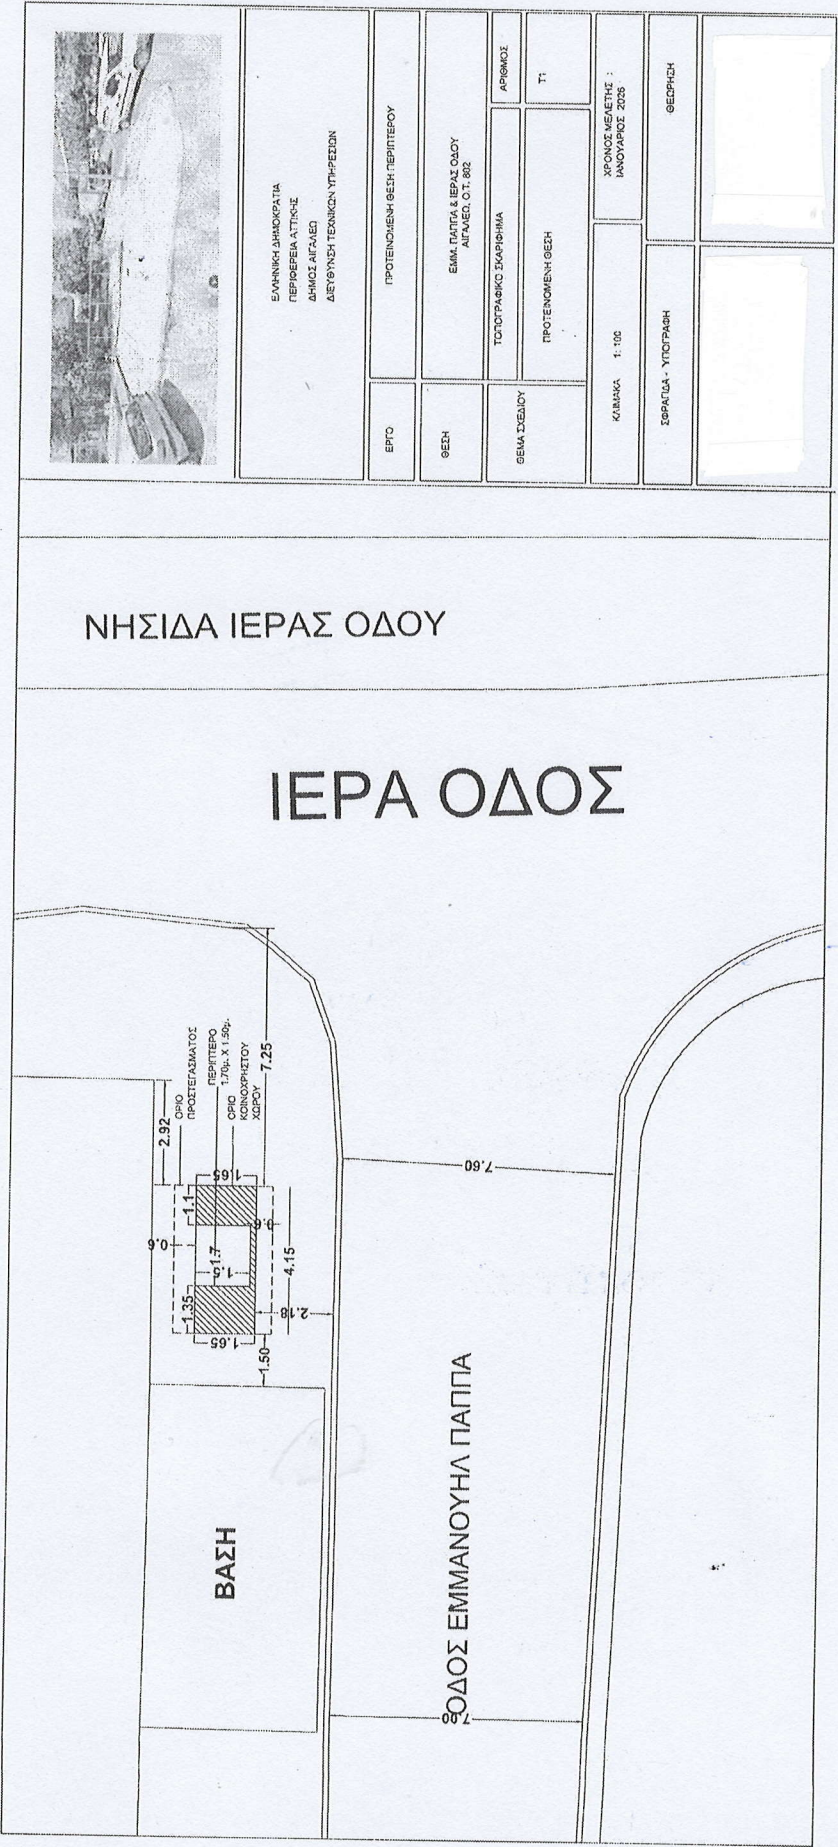 ΕΛΛΗΝΙΚΗ ΔΗΜΟΚΡΑΤΙΑ
ΠΕΡΙΦΕΡΕΙΑ ΑΤΤΙΚΗΣ
ΔΗΜΟΣ ΑΙΓΑΛΕΩ
ΔΙΕΥΘΥΝΣΗ ΤΕΧΝΙΚΩΝ ΥΠΗΡΕΣΙΩΝ
ΕΡΓΟ
ΠΡΟΤΕΙΝΟΜΕΝΗ ΘΕΣΗ ΠΕΡΙΠΤΕΡΟΥ
ΘΕΣΗ
ΕΜΜ. ΠΑΠΠΑ & ΙΕΡΑΣ ΟΔΟΥ
ΑΙΓΑΛΕΩ, Ο.Τ. 802
ΘΕΜΑ ΣΧΕΔΙΟΥ
ΤΟΠΟΓΡΑΦΙΚΟ ΣΚΑΡΙΦΗΜΑ
ΑΡΙΘΜΟΣ
ΠΡΟΤΕΙΝΟΜΕΝΗ ΘΕΣΗ
Τ1
ΚΛΙΜΑΚΑ 1: 100
ΧΡΟΝΟΣ ΜΕΛΕΤΗΣ :
ΙΑΝΟΥΑΡΙΟΣ 2026
ΣΦΡΑΓΙΔΑ - ΥΠΟΓΡΑΦΗ
ΘΕΩΡΗΣΗ
ΝΗΣΙΔΑ ΙΕΡΑΣ ΟΔΟΥ
ΙΕΡΑ ΟΔΟΣ
ΟΡΙΟ
ΠΡΟΣΤΕΓΑΣΜΑΤΟΣ
ΠΕΡΙΠΤΕΡΟ
1.70μ. Χ 1.50μ.
ΟΡΙΟ
ΚΟΙΝΟΧΡΗΣΤΟΥ
ΧΩΡΟΥ
7.25
2.92
1.65
1.1
0.6
0.6
1.7
1.5
4.15
1.35
2.18
1.65
1.50
7.60
ΒΑΣΗ
ΟΔΟΣ ΕΜΜΑΝΟΥΗΛ ΠΑΠΠΑ
7.00